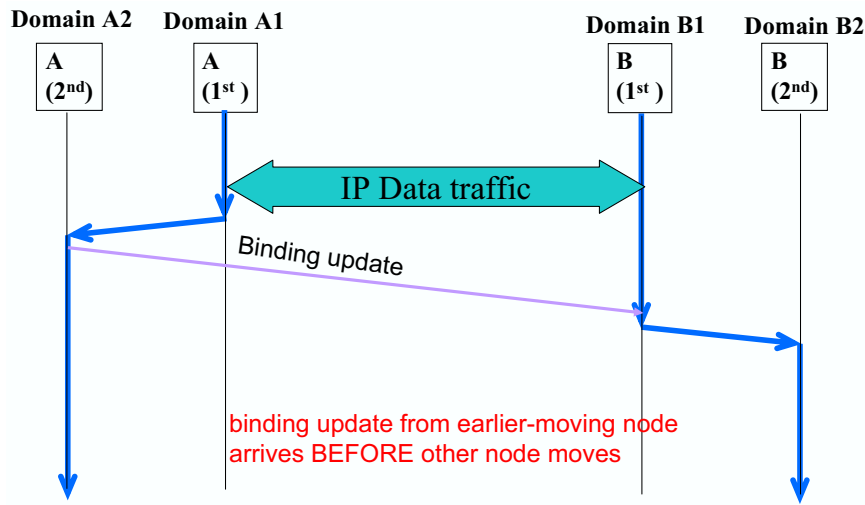 Domain A2
Domain A1
Domain B1
Domain B2
A
(2nd)
A
(1st )
B
(1st )
B
(2nd)
IP Data traffic
Binding update
binding update from earlier-moving node
arrives BEFORE other node moves